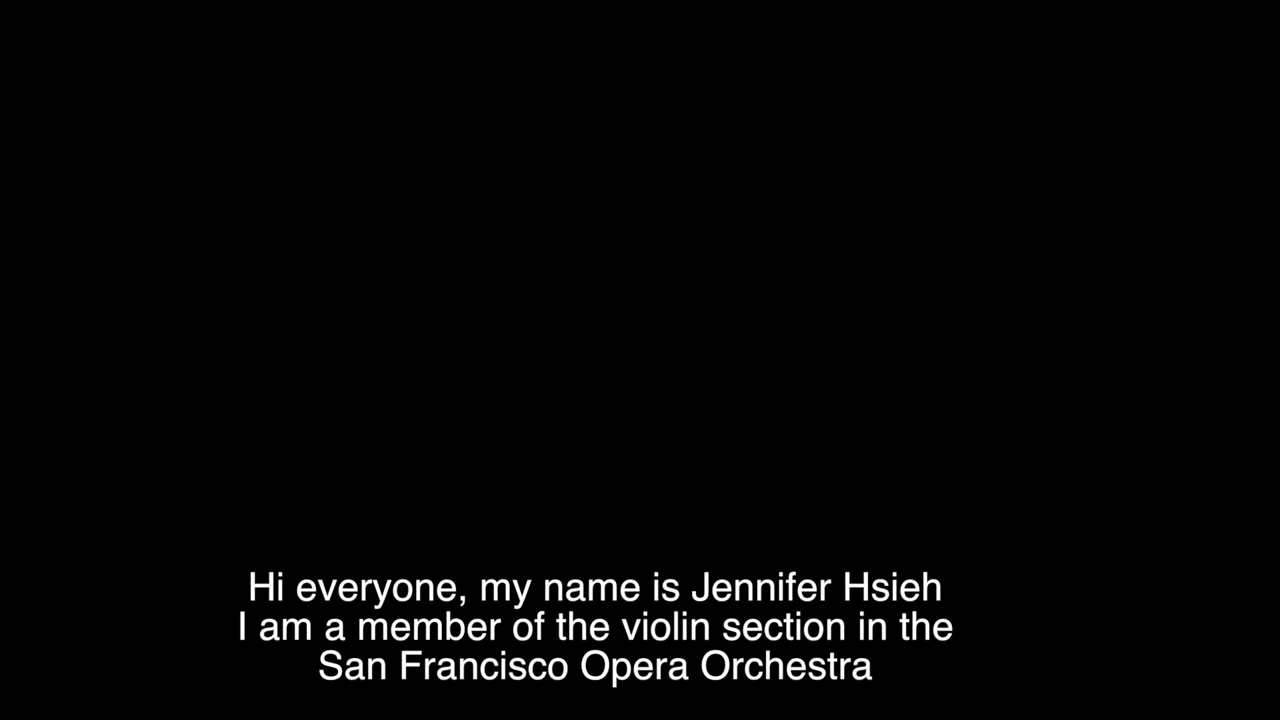 Hi everyone, my name is Jennifer Hsieh
I am a member of the violin section in the
San Francisco Opera Orchestra